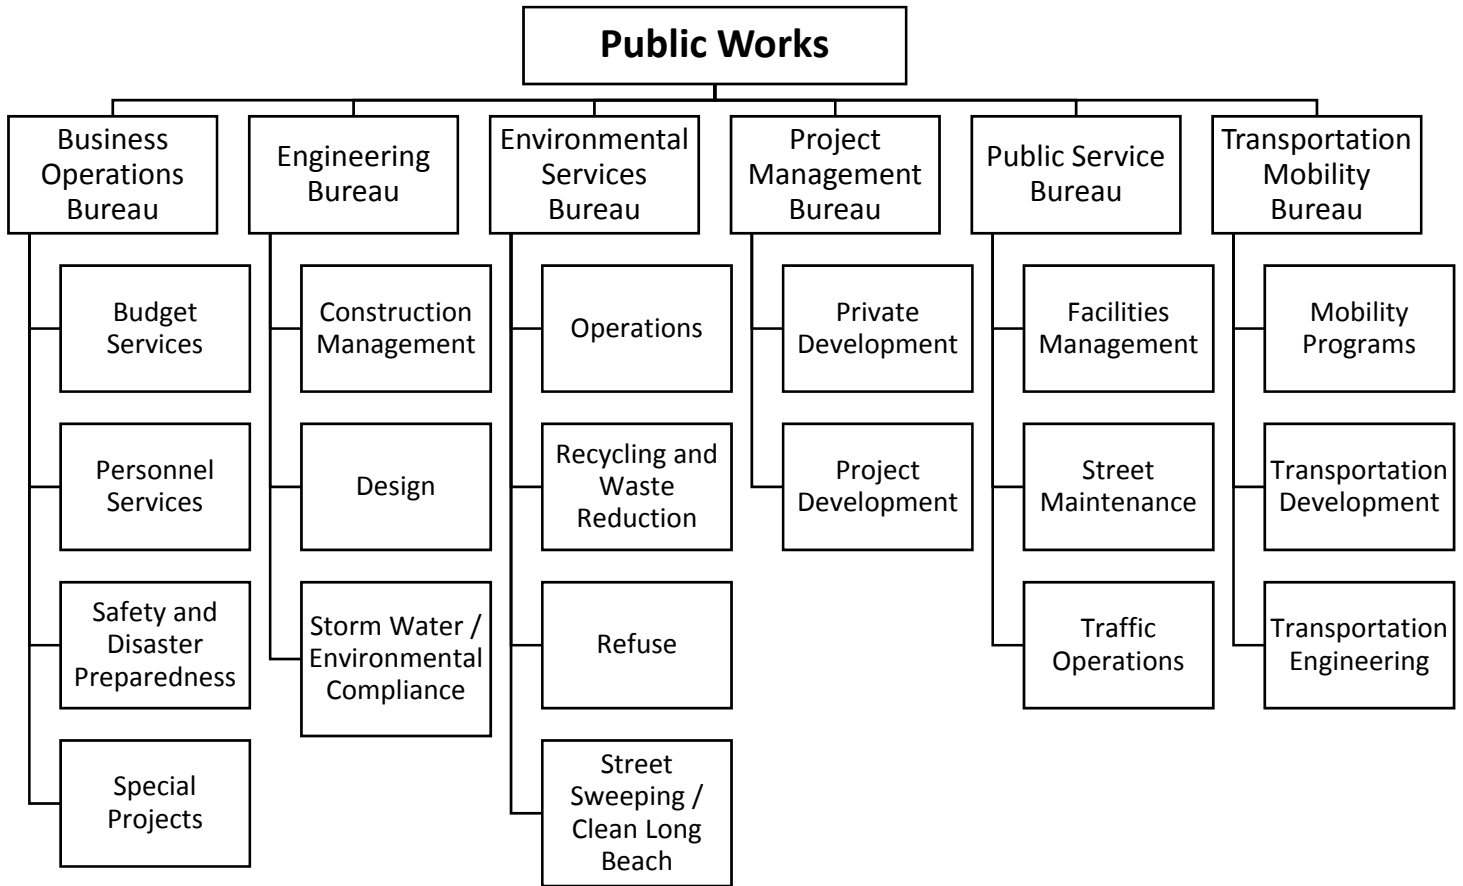 Public Works
Business
Operations
Bureau
Engineering
Bureau
Environmental
Services
Bureau
Project
Management
Bureau
Public Service
Bureau
Transportation
Mobility
Bureau
Budget
Services
Construction
Management
Operations
Private
Development
Facilities
Management
Mobility
Programs
Personnel
Services
Design
Recycling and
Waste
Reduction
Project
Development
Street
Maintenance
Transportation
Development
Safety and
Disaster
Preparedness
Storm Water /
Environmental
Compliance
Refuse
Traffic
Operations
Transportation
Engineering
Special
Projects
Street
Sweeping /
Clean Long
Beach